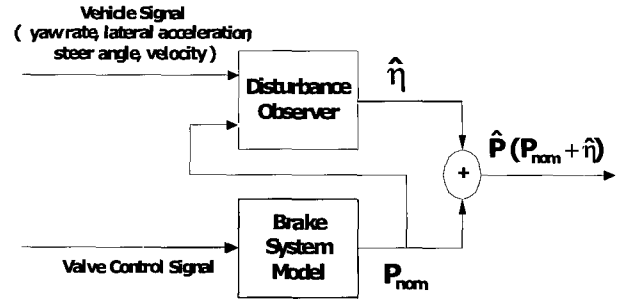 Vehicle Signal
( yaw rate, lateral acceleration,
steer angle, velocity )
Disturbance
Observer
η̂
P̂ (Pnom + η̂)
+
Brake
System
Model
Valve Control Signal
Pnom